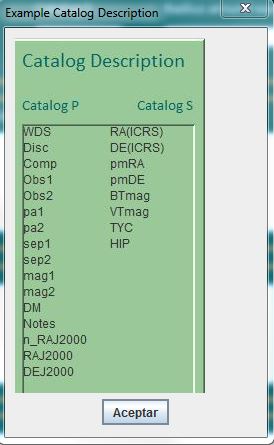 Example Catalog Description
Catalog Description
Catalog P Catalog S
WDS RA(ICRS)
Disc DE(ICRS)
Comp pmRA
Obs1 pmDE
Obs2 BTmag
pa1 VTmag
pa2 TYC
sep1 HIP
sep2
mag1
mag2
DM
Notes
n_RAJ2000
RAJ2000
DEJ2000
Aceptar